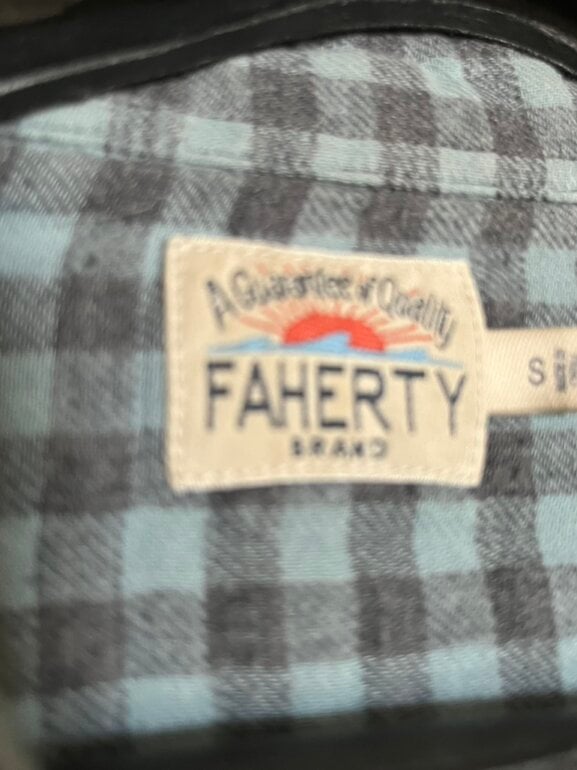 A Guarantee of Quality
FAHERTY
BRAND
S